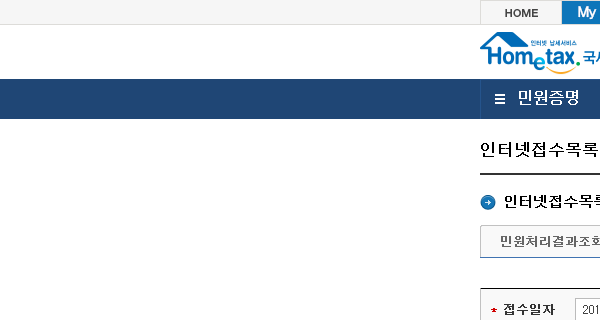 HOME My
인터넷 납세서비스
Hometax. 국세
민원증명
인터넷접수목록
인터넷접수목록
민원처리결과조회
* 접수일자 201